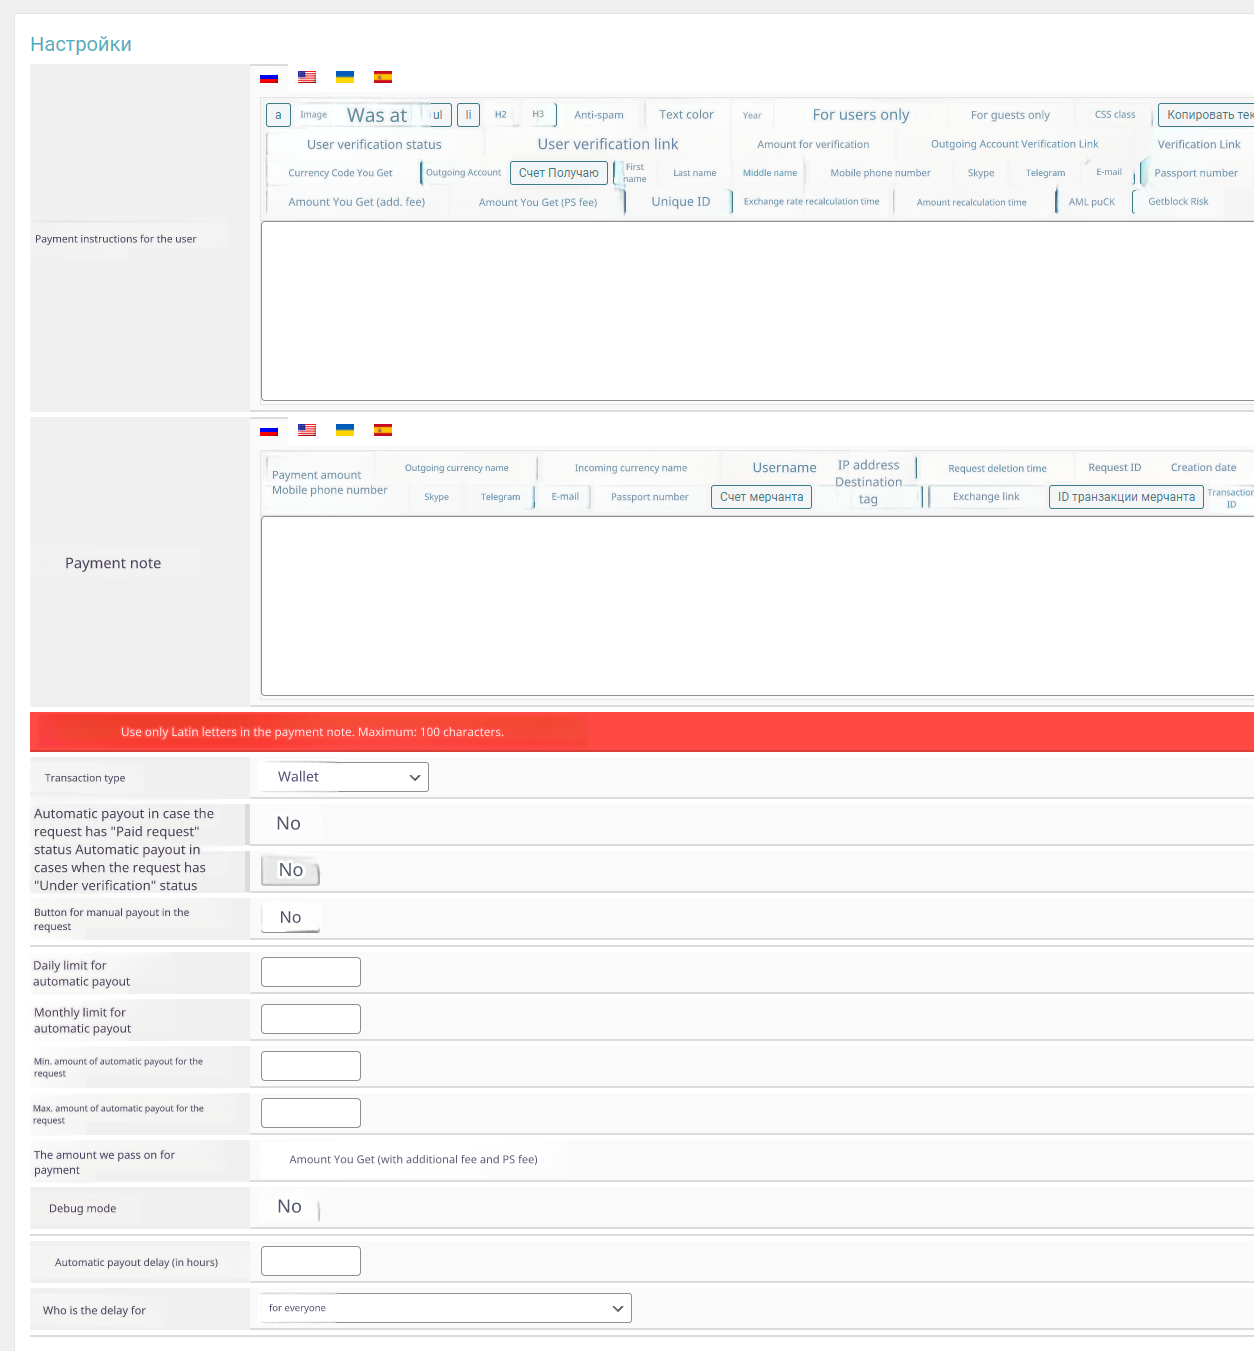 Настройки
a Image Was at ul li H2 H3 Anti-spam Text color Year For users only For guests only CSS class Копировать тек
User verification status User verification link Amount for verification Outgoing Account Verification Link Verification Link
Currency Code You Get Outgoing Account Счет Получаю First name Last name Middle name Mobile phone number Skype Telegram E-mail Passport number
Amount You Get (add. fee) Amount You Get (PS fee) Unique ID Exchange rate recalculation time Amount recalculation time AML puCK Getblock Risk
Payment instructions for the user
Payment amount Outgoing currency name Incoming currency name Username IP address Request deletion time Request ID Creation date
Mobile phone number Skype Telegram E-mail Passport number Счет мерчанта Destination tag Exchange link ID транзакции мерчанта Transaction ID
Payment note
Use only Latin letters in the payment note. Maximum: 100 characters.
Transaction type Wallet
Automatic payout in case the
request has "Paid request" No
status Automatic payout in
cases when the request has No
"Under verification" status
Button for manual payout in the
request No
Daily limit for
automatic payout
Monthly limit for
automatic payout
Min. amount of automatic payout for the
request
Max. amount of automatic payout for the
request
The amount we pass on for
payment Amount You Get (with additional fee and PS fee)
Debug mode No
Automatic payout delay (in hours)
Who is the delay for for everyone